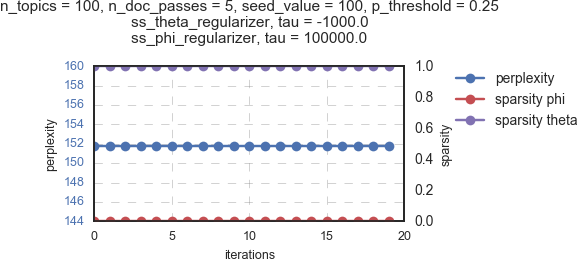 n_topics = 100, n_doc_passes = 5, seed_value = 100, p_threshold = 0.25
ss_theta_regularizer, tau = -1000.0
ss_phi_regularizer, tau = 100000.0
160
158
156
154
152
150
148
146
144
perplexity
1.0
0.8
0.6
0.4
0.2
0.0
sparsity
0
5
10
15
20
iterations
perplexity
sparsity phi
sparsity theta